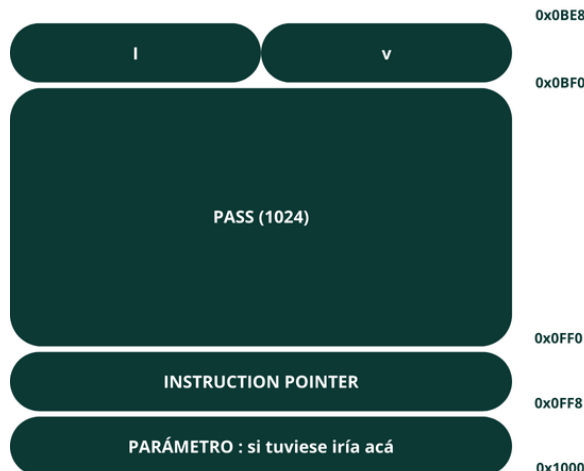 0x0BE8
I v
0x0BF0
PASS (1024)
0x0FF0
INSTRUCTION POINTER
0x0FF8
PARÁMETRO : si tuviese iría acá
0x1000